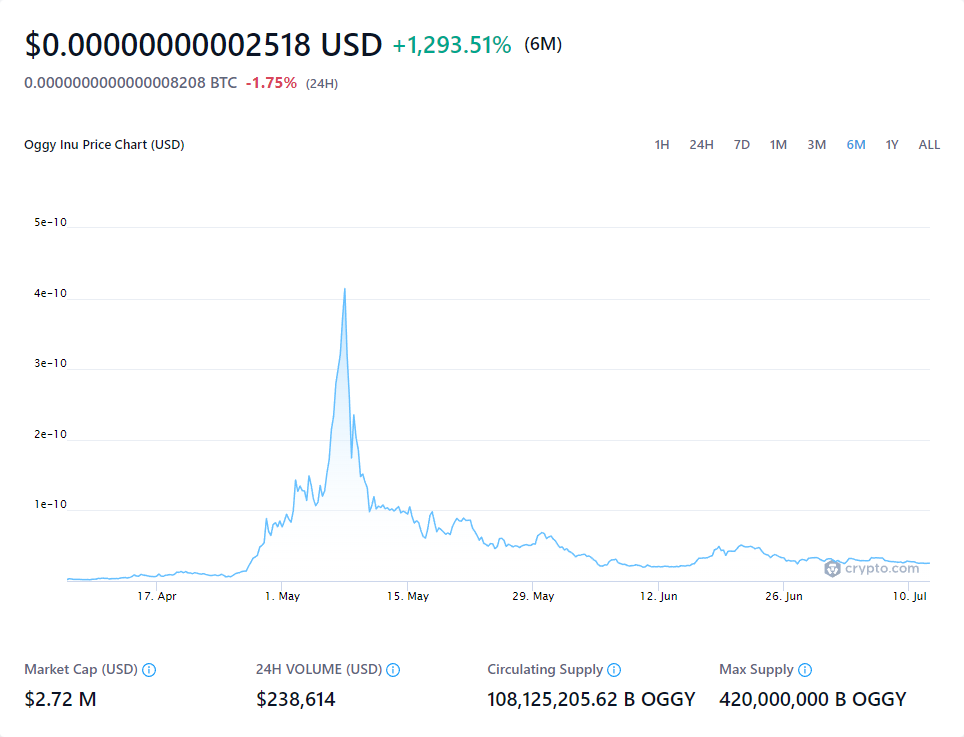 $0.00000000002518 USD +1,293.51% (6M)
0.0000000000000008208 BTC -1.75% (24H)
Oggy Inu Price Chart (USD) 1H 24H 7D 1M 3M 6M 1Y ALL
5e-10
4e-10
3e-10
2e-10
1e-10
crypto.com
17. Apr 1. May 15. May 29. May 12. Jun 26. Jun 10. Jul
Market Cap (USD) 24H VOLUME (USD) Circulating Supply Max Supply
$2.72 M $238,614 108,125,205.62 B OGGY 420,000,000 B OGGY